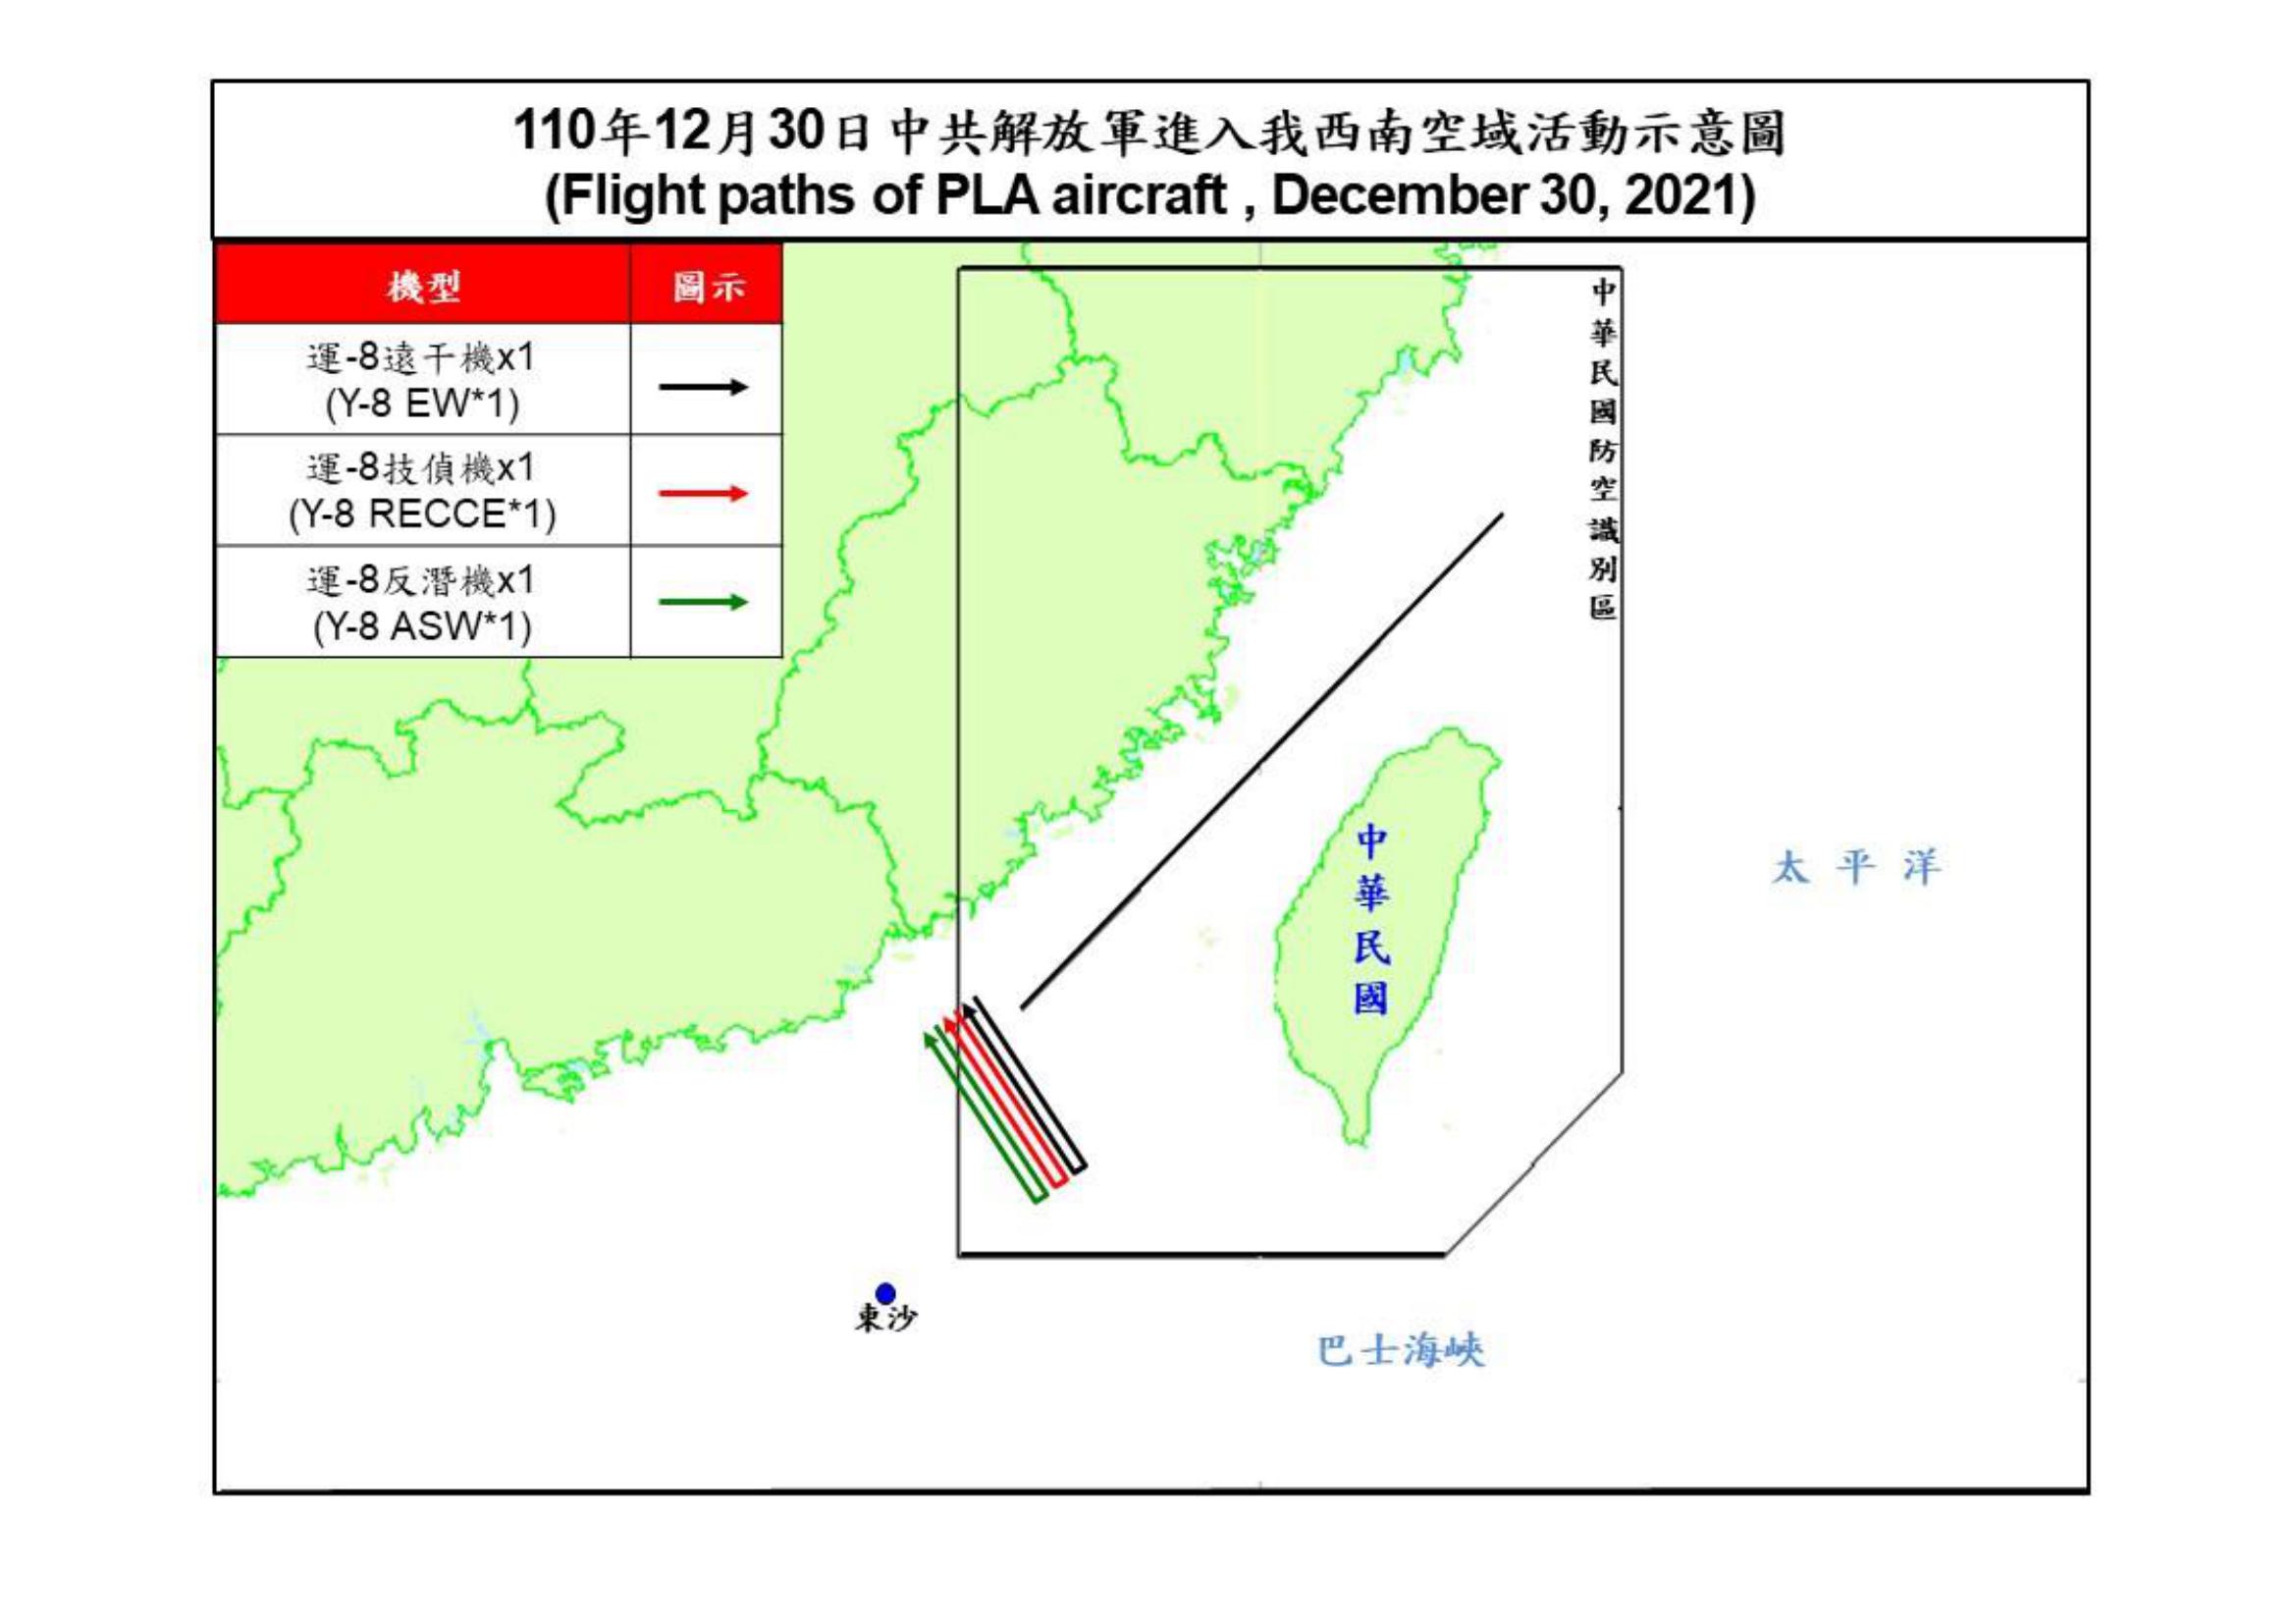 110年12月30日中共解放軍進入我西南空域活動示意圖
(Flight paths of PLA aircraft , December 30, 2021)
機型
圖示
運-8遠干機x1
(Y-8 EW*1)
運-8技偵機x1
(Y-8 RECCE*1)
運-8反潛機x1
(Y-8 ASW*1)
中華民國防空識別區
中華民國
太平洋
東沙
巴士海峽